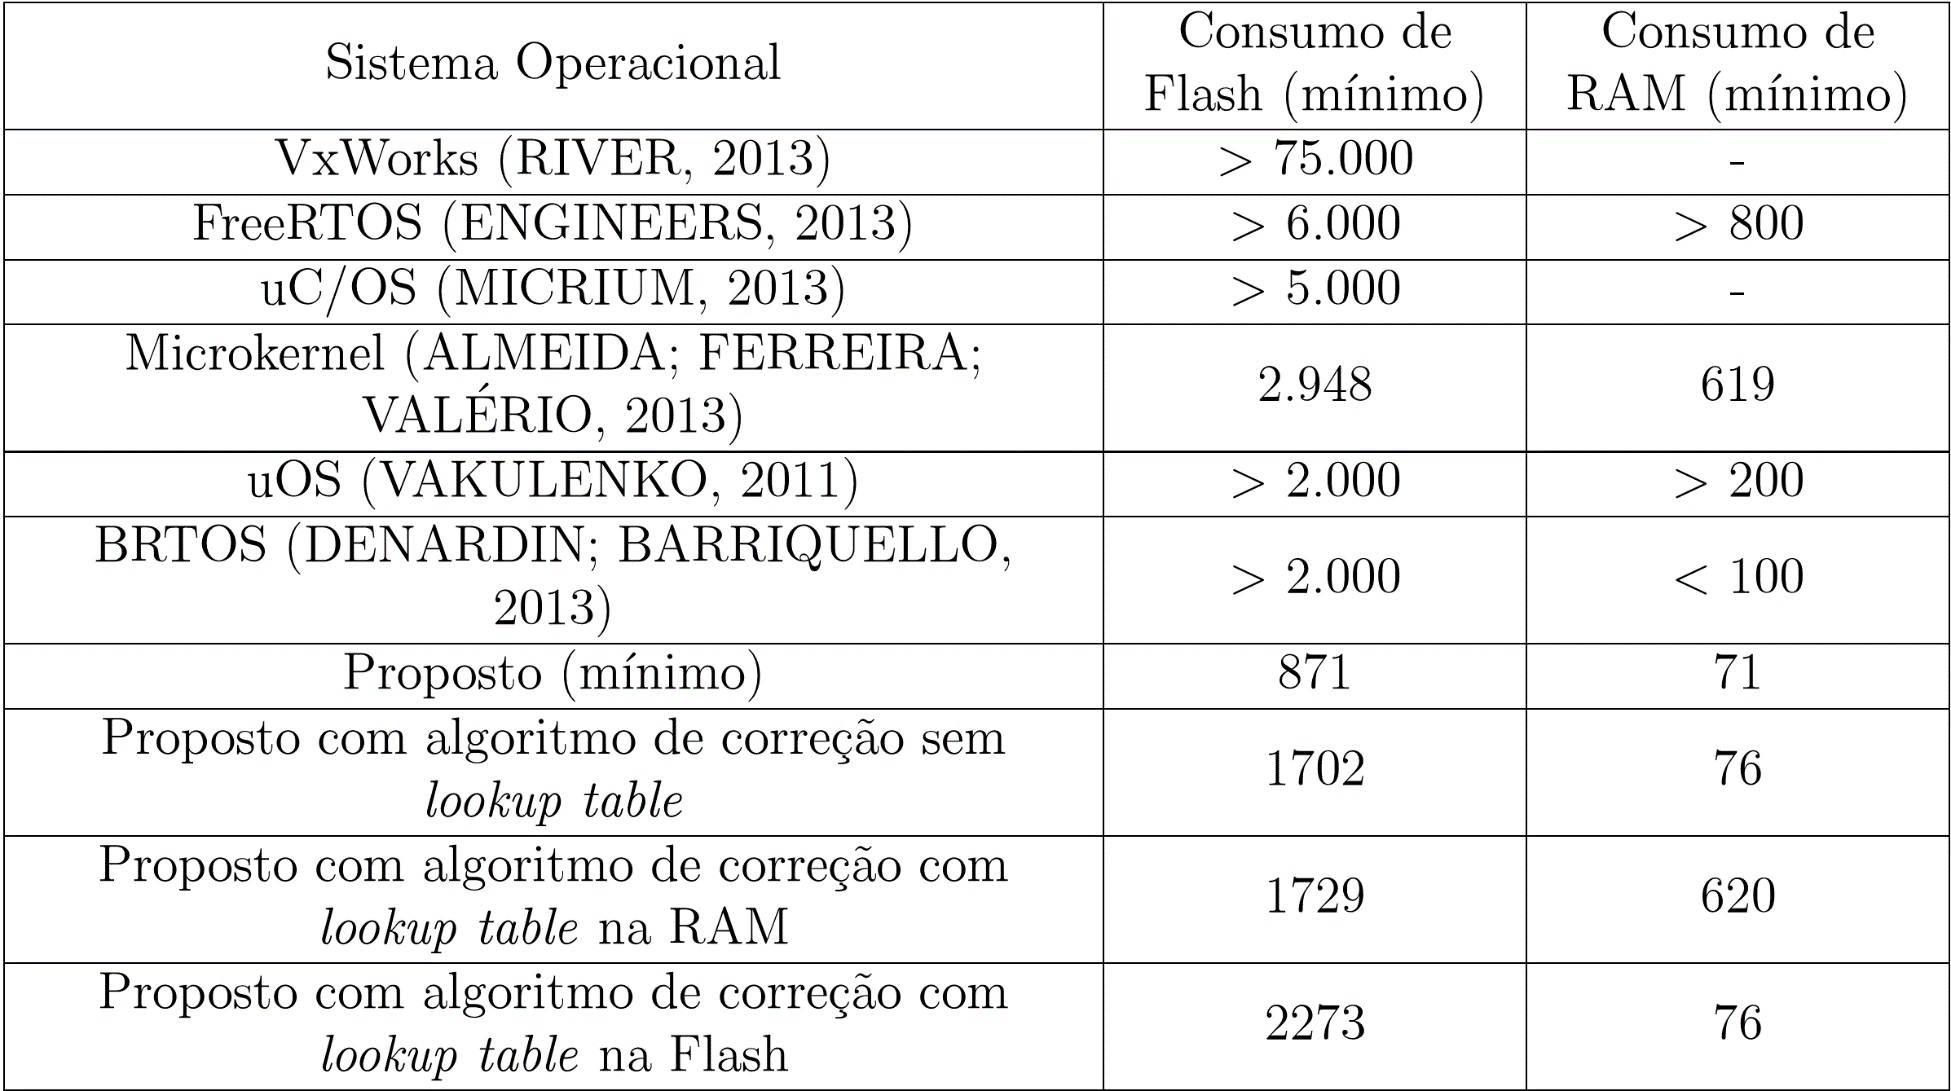 Sistema Operacional
Consumo de
Flash (mínimo)
Consumo de
RAM (mínimo)
VxWorks (RIVER, 2013)
> 75.000
-
FreeRTOS (ENGINEERS, 2013)
> 6.000
> 800
uC/OS (MICRIUM, 2013)
> 5.000
-
Microkernel (ALMEIDA; FERREIRA;
VALÉRIO, 2013)
2.948
619
uOS (VAKULENKO, 2011)
> 2.000
> 200
BRTOS (DENARDIN; BARRIQUELLO,
2013)
> 2.000
< 100
Proposto (mínimo)
871
71
Proposto com algoritmo de correção sem
lookup table
1702
76
Proposto com algoritmo de correção com
lookup table na RAM
1729
620
Proposto com algoritmo de correção com
lookup table na Flash
2273
76